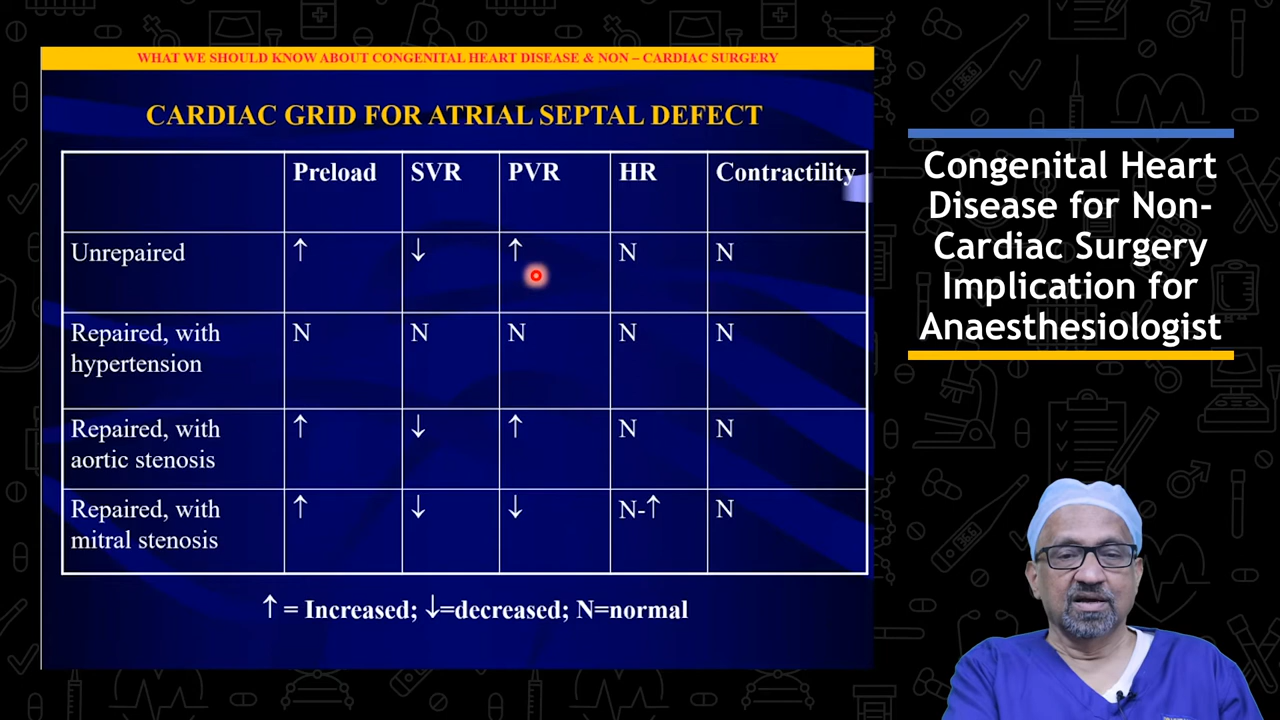 WHAT WE SHOULD KNOW ABOUT CONGENITAL HEART DISEASE & NON – CARDIAC SURGERY
CARDIAC GRID FOR ATRIAL SEPTAL DEFECT
Preload SVR PVR HR Contractility
Unrepaired ↑ ↓ ↑ N N
Repaired, with N N N N N
hypertension
Repaired, with ↑ ↓ ↑ N N
aortic stenosis
Repaired, with ↑ ↓ ↓ N-↑ N
mitral stenosis
↑ = Increased; ↓=decreased; N=normal
Congenital Heart
Disease for Non-
Cardiac Surgery
Implication for
Anaesthesiologist